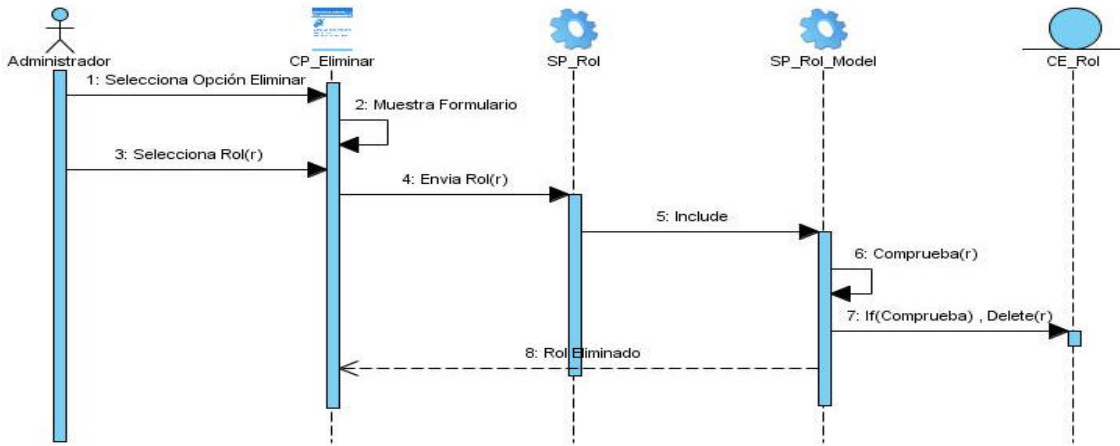 Administrador
CP_Eliminar
SP_Rol
SP_Rol_Model
CE_Rol
1: Selecciona Opción Eliminar
2: Muestra Formulario
3: Selecciona Rol(r)
4: Envia Rol(r)
5: Include
6: Comprueba(r)
7: If(Comprueba) , Delete(r)
8: Rol Eliminado